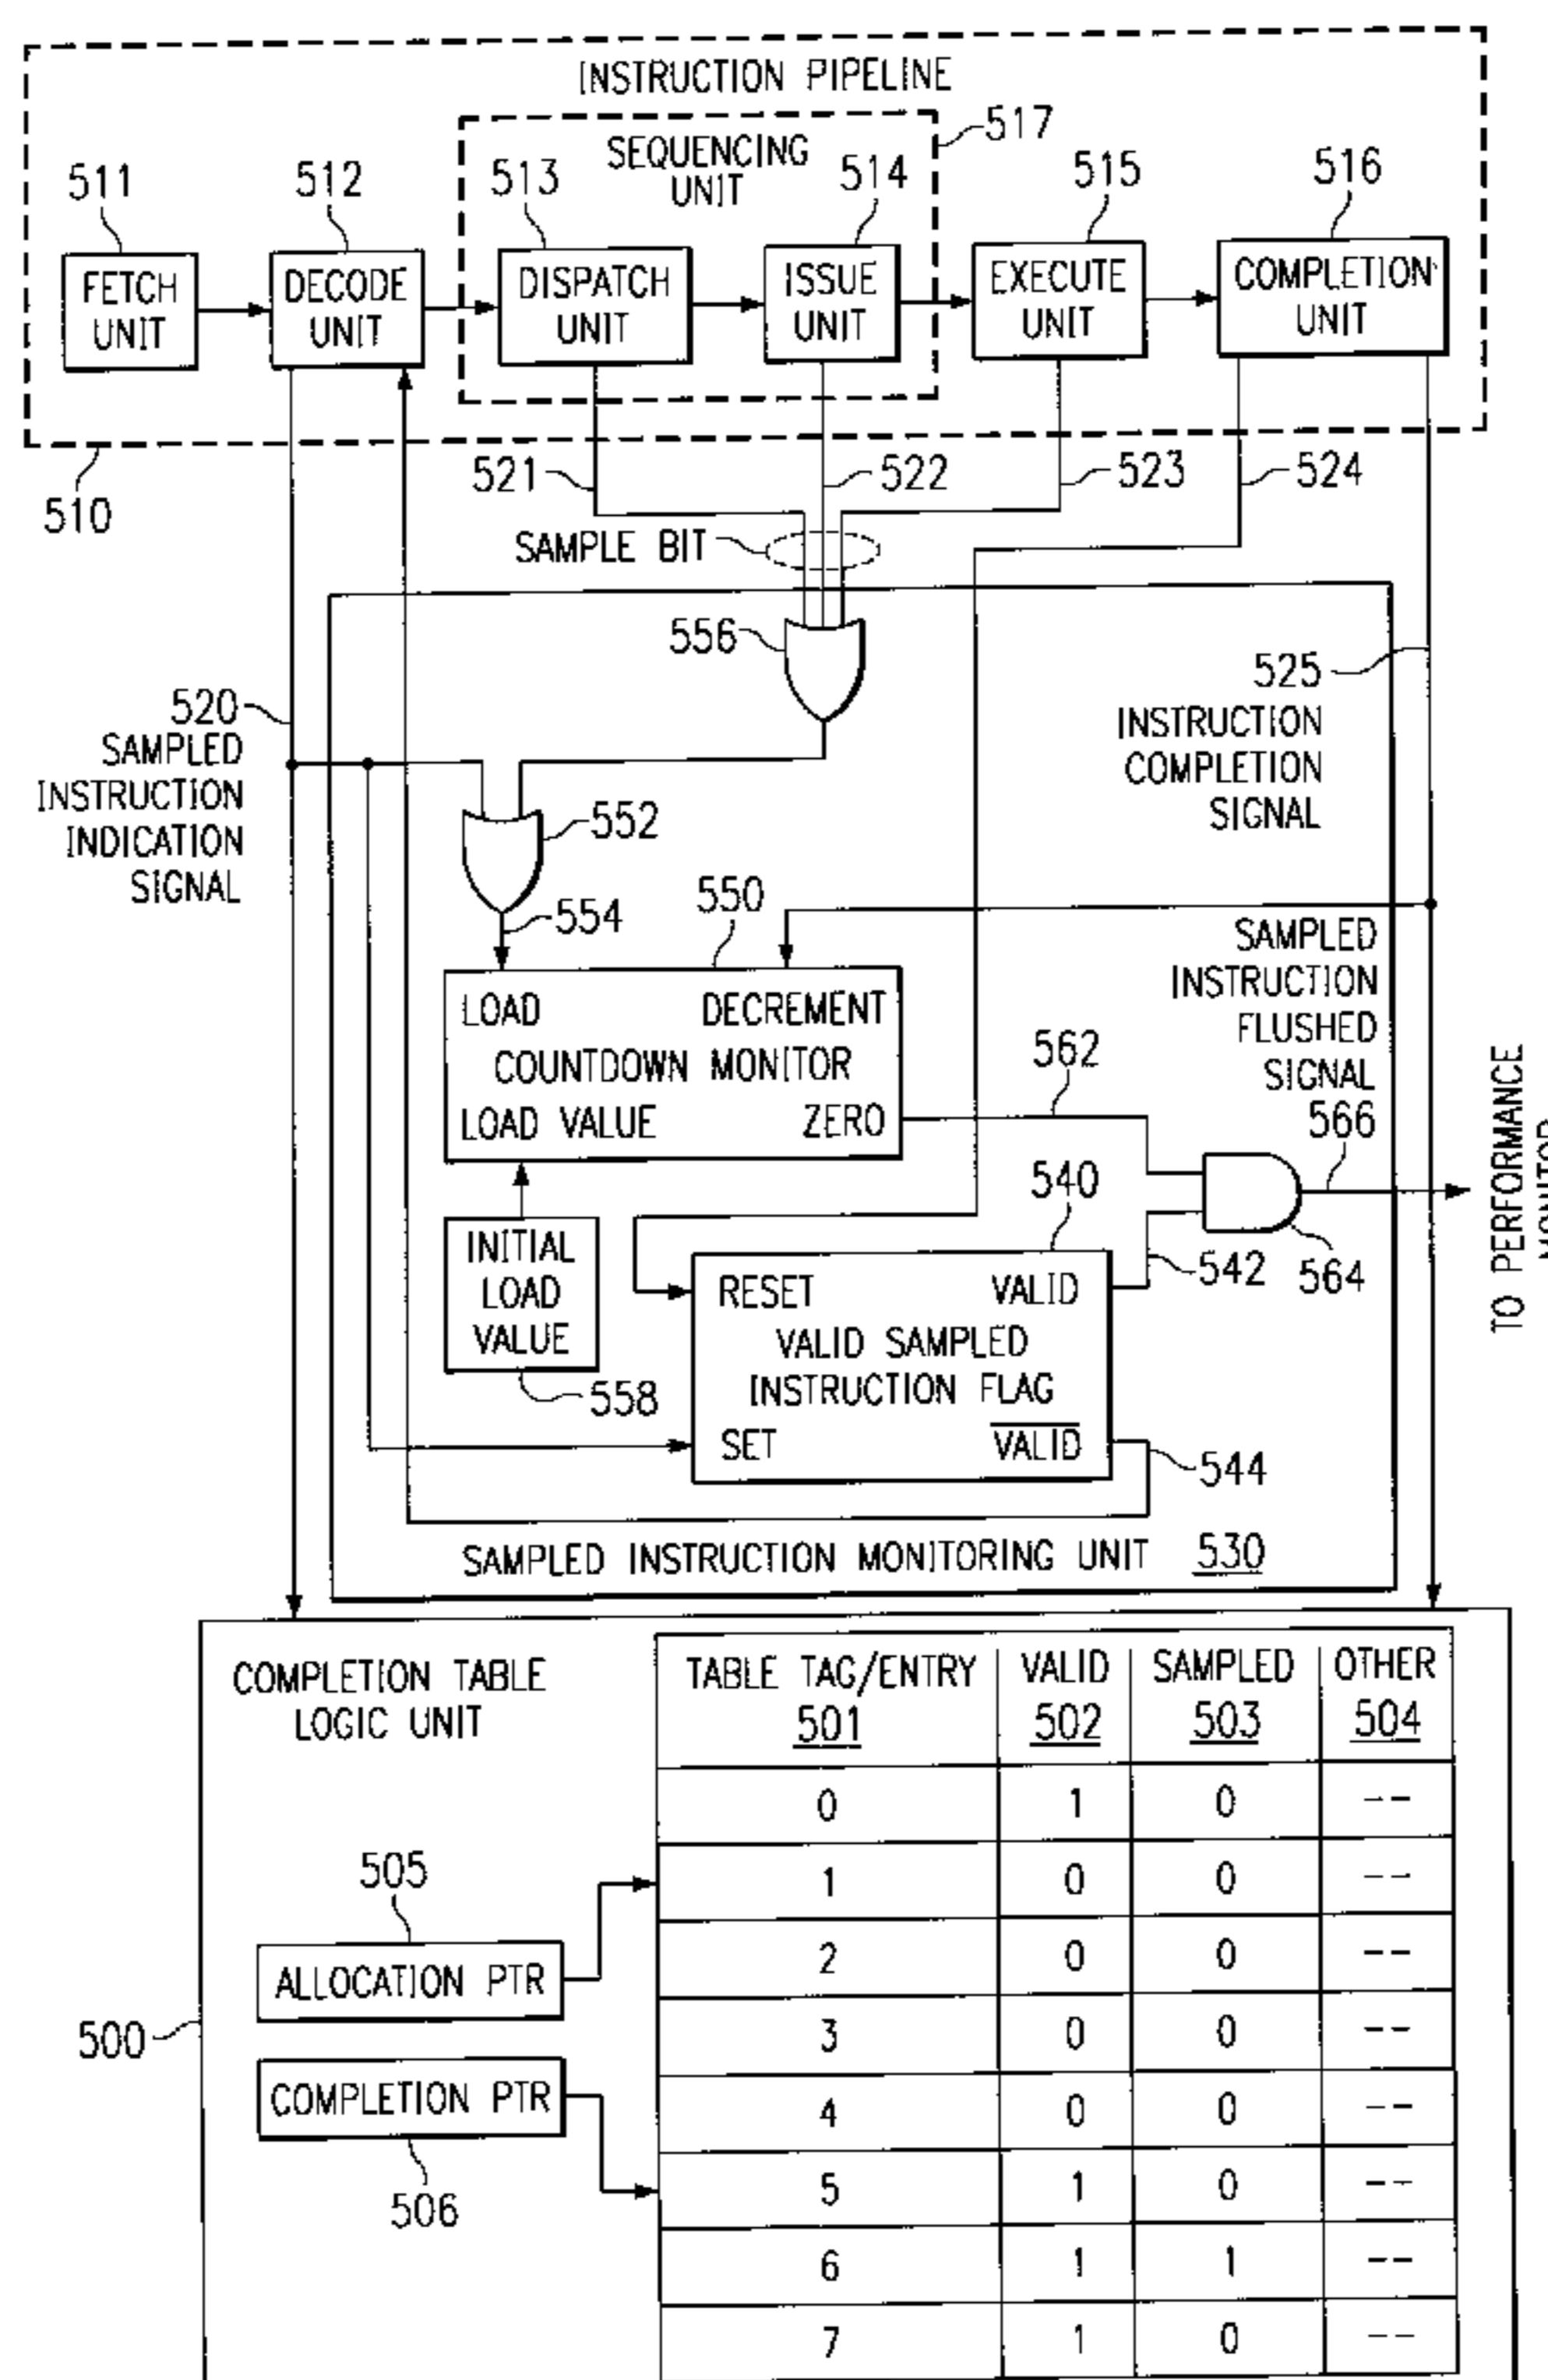 INSTRUCTION PIPELINE
517
SEQUENCING
UNIT
511
512
513
514
515
516
FETCH
UNIT
DECODE
UNIT
DISPATCH
UNIT
ISSUE
UNIT
EXECUTE
UNIT
COMPLETION
UNIT
510
521
522
523
524
SAMPLE BIT
556
520
SAMPLED
INSTRUCTION
INDICATION
SIGNAL
525
INSTRUCTION
COMPLETION
SIGNAL
552
554
550
SAMPLED
INSTRUCTION
FLUSHED
SIGNAL
566
LOAD DECREMENT
COUNTDOWN MONITOR
LOAD VALUE ZERO
562
TO PERFORMANCE
MONITOR
540
INITIAL
LOAD
VALUE
558
542
564
RESET VALID
VALID SAMPLED
INSTRUCTION FLAG
SET VALID
544
SAMPLED INSTRUCTION MONITORING UNIT 530
COMPLETION TABLE
LOGIC UNIT
TABLE TAG/ENTRY VALID SAMPLED OTHER
501 502 503 504
0 1 0 --
1 0 0 --
2 0 0 --
3 0 0 --
4 0 0 --
5 1 0 --
6 1 1 --
7 1 0 --
505
ALLOCATION PTR
500
COMPLETION PTR
506